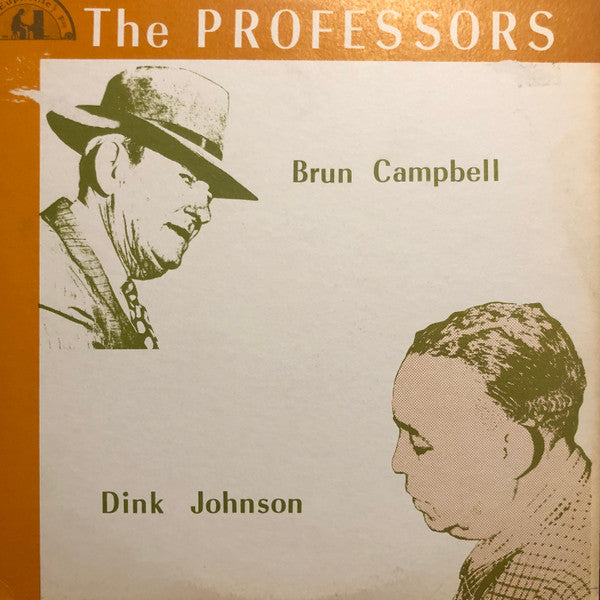 The PROFESSORS
Brun Campbell
Dink Johnson